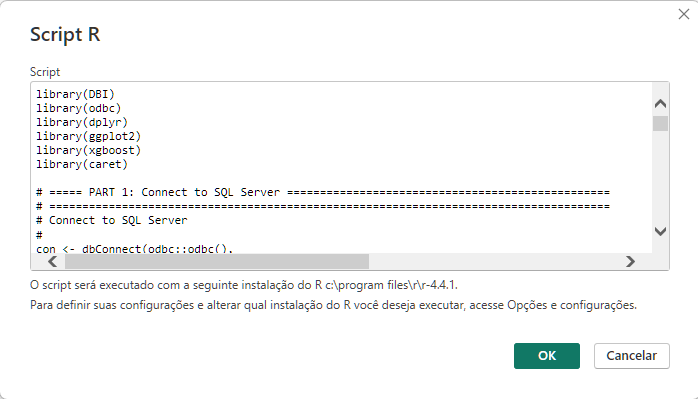 Script R
Script
library(DBI)
library(odbc)
library(dplyr)
library(ggplot2)
library(xgboost)
library(caret)
# ===== PART 1: Connect to SQL Server =================================================
# =====================================================================================
# Connect to SQL Server
#
con <- dbConnect(odbc::odbc(),
O script será executado com a seguinte instalação do R c:\program files\r\r-4.4.1.
Para definir suas configurações e alterar qual instalação do R você deseja executar, acesse Opções e configurações.
OK
Cancelar